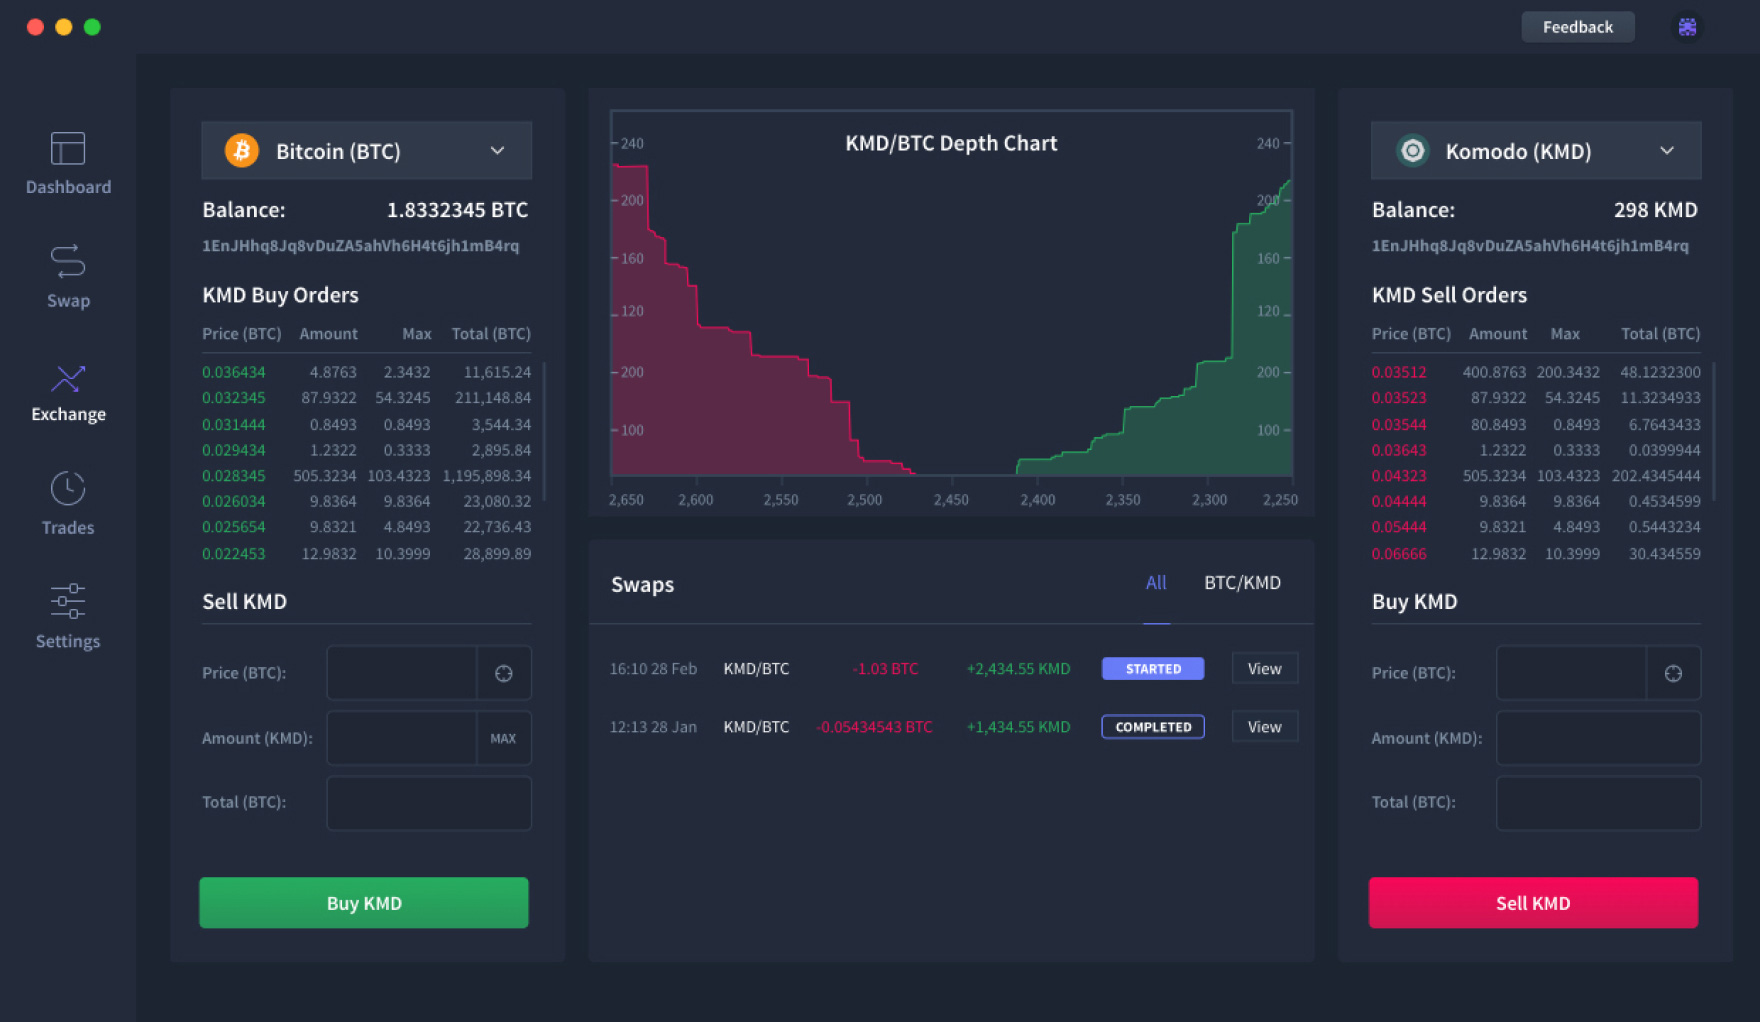 Feedback
Dashboard
Swap
Exchange
Trades
Settings
Bitcoin (BTC)
Balance: 1.8332345 BTC
1EnJHhq8Jq8vDuZA5ahVh6H4t6jh1mB4rq
KMD Buy Orders
Price (BTC) Amount Max Total (BTC)
0.036434 4.8763 2.3432 11,615.24
0.032345 87.9322 54.3245 211,148.84
0.031444 0.8493 0.8493 3,544.34
0.029434 1.2322 0.3333 2,895.84
0.028345 505.3234 103.4323 1,195,898.34
0.026034 9.8364 9.8364 23,080.32
0.025654 9.8321 4.8493 22,736.43
0.022453 12.9832 10.3999 28,899.89
Sell KMD
Price (BTC):
Amount (KMD): MAX
Total (BTC):
Buy KMD
KMD/BTC Depth Chart
240 240
200 200
160 160
120 120
200 200
100 100
2,650 2,600 2,550 2,500 2,450 2,400 2,350 2,300 2,250
Swaps All BTC/KMD
16:10 28 Feb KMD/BTC -1.03 BTC +2,434.55 KMD STARTED View
12:13 28 Jan KMD/BTC -0.05434543 BTC +1,434.55 KMD COMPLETED View
Komodo (KMD)
Balance: 298 KMD
1EnJHhq8Jq8vDuZA5ahVh6H4t6jh1mB4rq
KMD Sell Orders
Price (BTC) Amount Max Total (BTC)
0.03512 400.8763 200.3432 48.1232300
0.03523 87.9322 54.3245 11.3234933
0.03544 80.8493 0.8493 6.7643433
0.03643 1.2322 0.3333 0.0399944
0.04323 505.3234 103.4323 202.4345444
0.04444 9.8364 9.8364 0.4534599
0.05444 9.8321 4.8493 0.5443234
0.06666 12.9832 10.3999 30.434559
Buy KMD
Price (BTC):
Amount (KMD):
Total (BTC):
Sell KMD